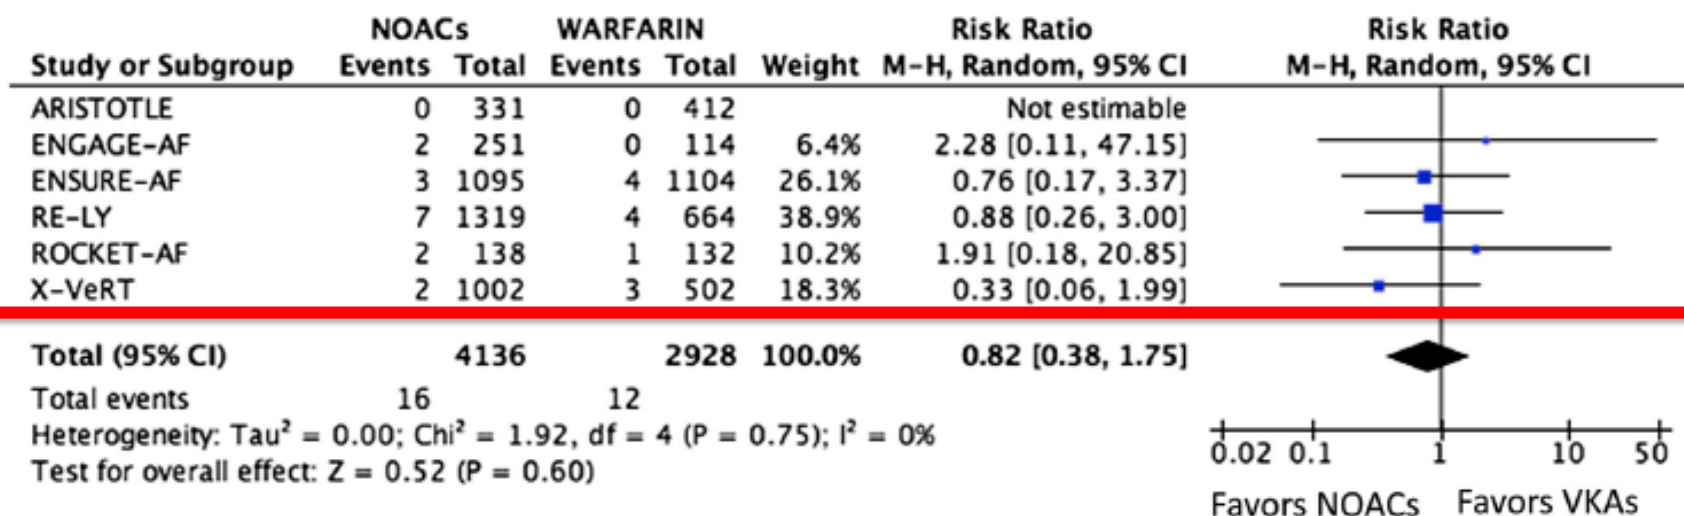 NOACs WARFARIN Risk Ratio Risk Ratio
Study or Subgroup Events Total Events Total Weight M-H, Random, 95% CI M-H, Random, 95% CI
ARISTOTLE 0 331 0 412 Not estimable
ENGAGE-AF 2 251 0 114 6.4% 2.28 [0.11, 47.15]
ENSURE-AF 3 1095 4 1104 26.1% 0.76 [0.17, 3.37]
RE-LY 7 1319 4 664 38.9% 0.88 [0.26, 3.00]
ROCKET-AF 2 138 1 132 10.2% 1.91 [0.18, 20.85]
X-VeRT 2 1002 3 502 18.3% 0.33 [0.06, 1.99]
Total (95% CI) 4136 2928 100.0% 0.82 [0.38, 1.75]
Total events 16 12
Heterogeneity: Tau² = 0.00; Chi² = 1.92, df = 4 (P = 0.75); I² = 0%
Test for overall effect: Z = 0.52 (P = 0.60)
0.02 0.1 1 10 50
Favors NOACs Favors VKAs